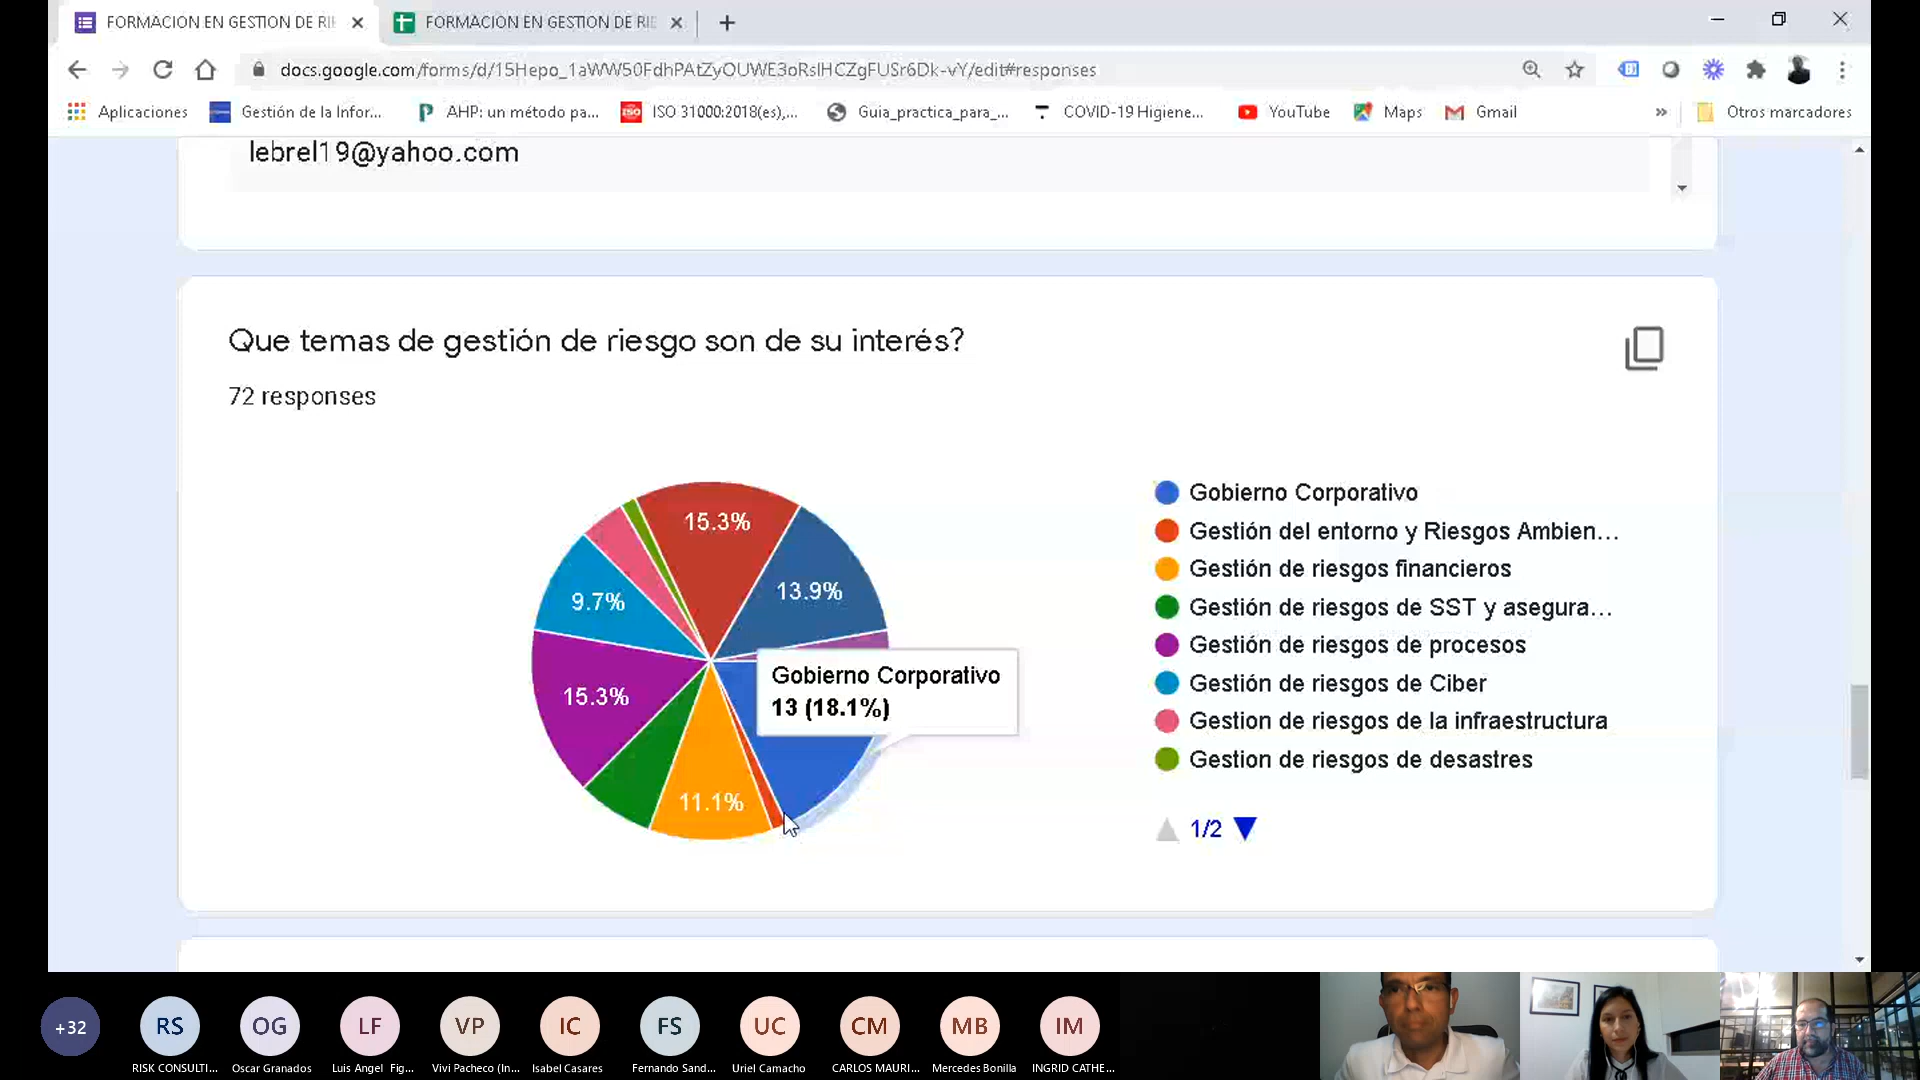 FORMACION EN GESTION DE RI
FORMACION EN GESTION DE RIE
docs.google.com/forms/d/15Hepo_1aWW50FdhPAtZyOUWE3oRslHCZgFUSr6Dk-vY/edit#responses
Aplicaciones
Gestión de la Infor...
AHP: un método pa...
ISO 31000:2018(es),...
Guia_practica_para_...
COVID-19 Higiene...
YouTube
Maps
Gmail
»
Otros marcadores
lebrel19@yahoo.com
Que temas de gestión de riesgo son de su interés?
72 responses
15.3%
13.9%
9.7%
15.3%
11.1%
Gobierno Corporativo
13 (18.1%)
Gobierno Corporativo
Gestión del entorno y Riesgos Ambien...
Gestión de riesgos financieros
Gestión de riesgos de SST y asegura...
Gestión de riesgos de procesos
Gestión de riesgos de Ciber
Gestion de riesgos de la infraestructura
Gestion de riesgos de desastres
1/2
+32
RS
OG
LF
VP
IC
FS
UC
CM
MB
IM
RISK CONSULTI...
Oscar Granados
Luis Angel Fig...
Vivi Pacheco (In...
Isabel Casares
Fernando Sand...
Uriel Camacho
CARLOS MAURI...
Mercedes Bonilla
INGRID CATHE...